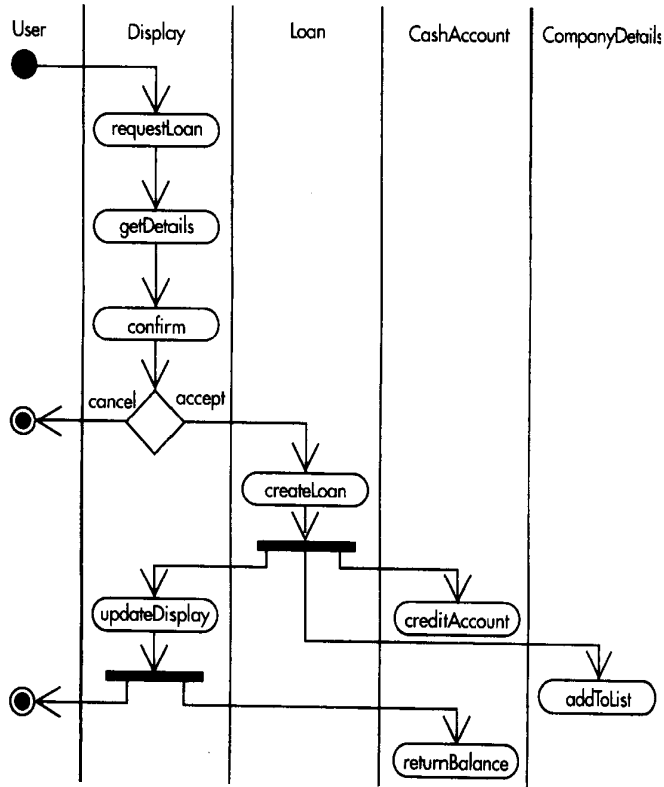 User
Display
Loan
CashAccount
CompanyDetails
requestLoan
getDetails
confirm
cancel
accept
createLoan
updateDisplay
creditAccount
addToList
returnBalance